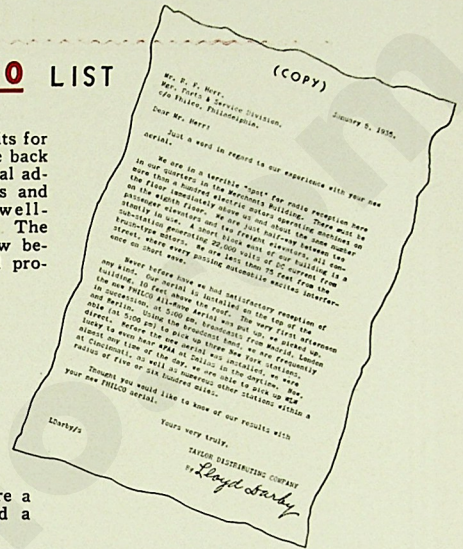 O LIST
ts for
e back
al ad-
s and
well-
The
w be-
pro-
re a
d a
(COPY)
January 5, 1935.
Mr. R. F. Herr,
Mgr. Parts & Service Division,
c/o Philco, Philadelphia.
Dear Mr. Herr:
Just a word in regard to our experience with your new
aerial.
We are in a terrible "spot" for radio reception here
in our quarters in the Merchants Building. There must be
more than a hundred electric motors operating machines on
the floor immediately above us and about the same number
on the eighth floor. We are just half-way between two
passenger elevators and two freight elevators, all con-
stantly in use. A short block east of our building is a
sub-station generating 22,000 volts of DC current from
brush-type motors. We are less than 75 feet from the
street, where every passing automobile excites interfer-
ence on short wave.
Never before have we had satisfactory reception of
any kind. Our aerial is installed on the top of the
building, 10 feet above the roof. The very first afternoon
the new PHILCO All-Wave Aerial was put up, we picked up,
in succession, at 5:00 pm, broadcasts from Madrid, London
and Berlin. Using the broadcast band, we are frequently
able (at 5:00 pm) to pick up three New York stations
direct. Before the new aerial was installed, we were
lucky to even hear at Dallas in the daytime. Now,
almost any time of the day, we are able to pick up WLW
at Cincinnati, as well as numerous other stations within a
radius of five or six hundred miles.
Thought you would like to know of our results with
your new PHILCO aerial.
Yours very truly,
LDarby/s
TAYLOR DISTRIBUTING COMPANY
By Lloyd Darby